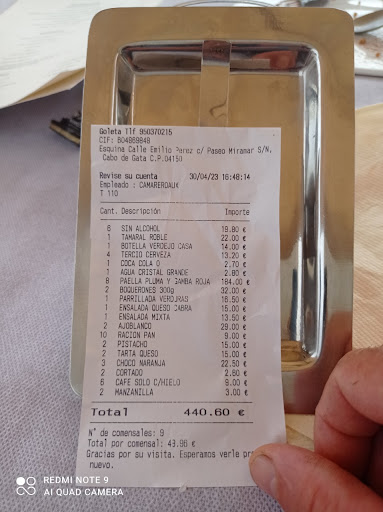 Goleta Tlf 950370215
CIF: B04869848
Esquina Calle Emilio Perez c/ Paseo Miramar S/N,
Cabo de Gata C.P.04150
Revise su cuenta 30/04/23 16:48:14
Empleado : CAMARERDAUX
T 110
Cant. Descripción Importe
6 SIN ALCOHOL 19.80 €
1 TAMARAL ROBLE 22.00 €
1 BOTELLA VERDEJO CASA 14.00 €
4 TERCIO CERVEZA 13.20 €
1 COCA COLA 0 2.70 €
1 AGUA CRISTAL GRANDE 2.80 €
8 PAELLA PLUMA Y GAMBA ROJA 184.00 €
2 BOQUERONES 300g 32.00 €
1 PARRILLADA VERDURAS 16.50 €
1 ENSALADA QUESO CABRA 15.00 €
1 ENSALADA MIXTA 13.50 €
2 AJOBLANCO 29.00 €
10 RACION PAN 9.00 €
2 PISTACHO 15.00 €
2 TARTA QUESO 15.00 €
3 CHOCO NARANJA 22.50 €
2 CORTADO 2.60 €
6 CAFE SOLO C/HIELO 9.00 €
2 MANZANILLA 3.00 €
Total 440.60 €
Nº de comensales: 9
Total por comensal: 48.96 €
Gracias por su visita. Esperamos verle
nuevo.
REDMI NOTE 9
AI QUAD CAMERA